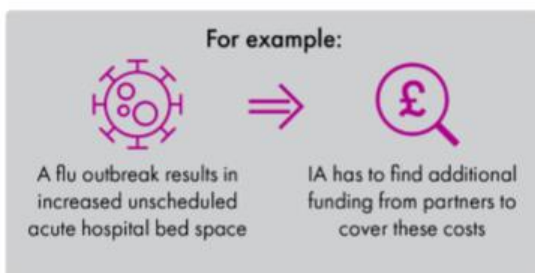 For example:
£
A flu outbreak results in
increased unscheduled
acute hospital bed space
IA has to find additional
funding from partners to
cover these costs